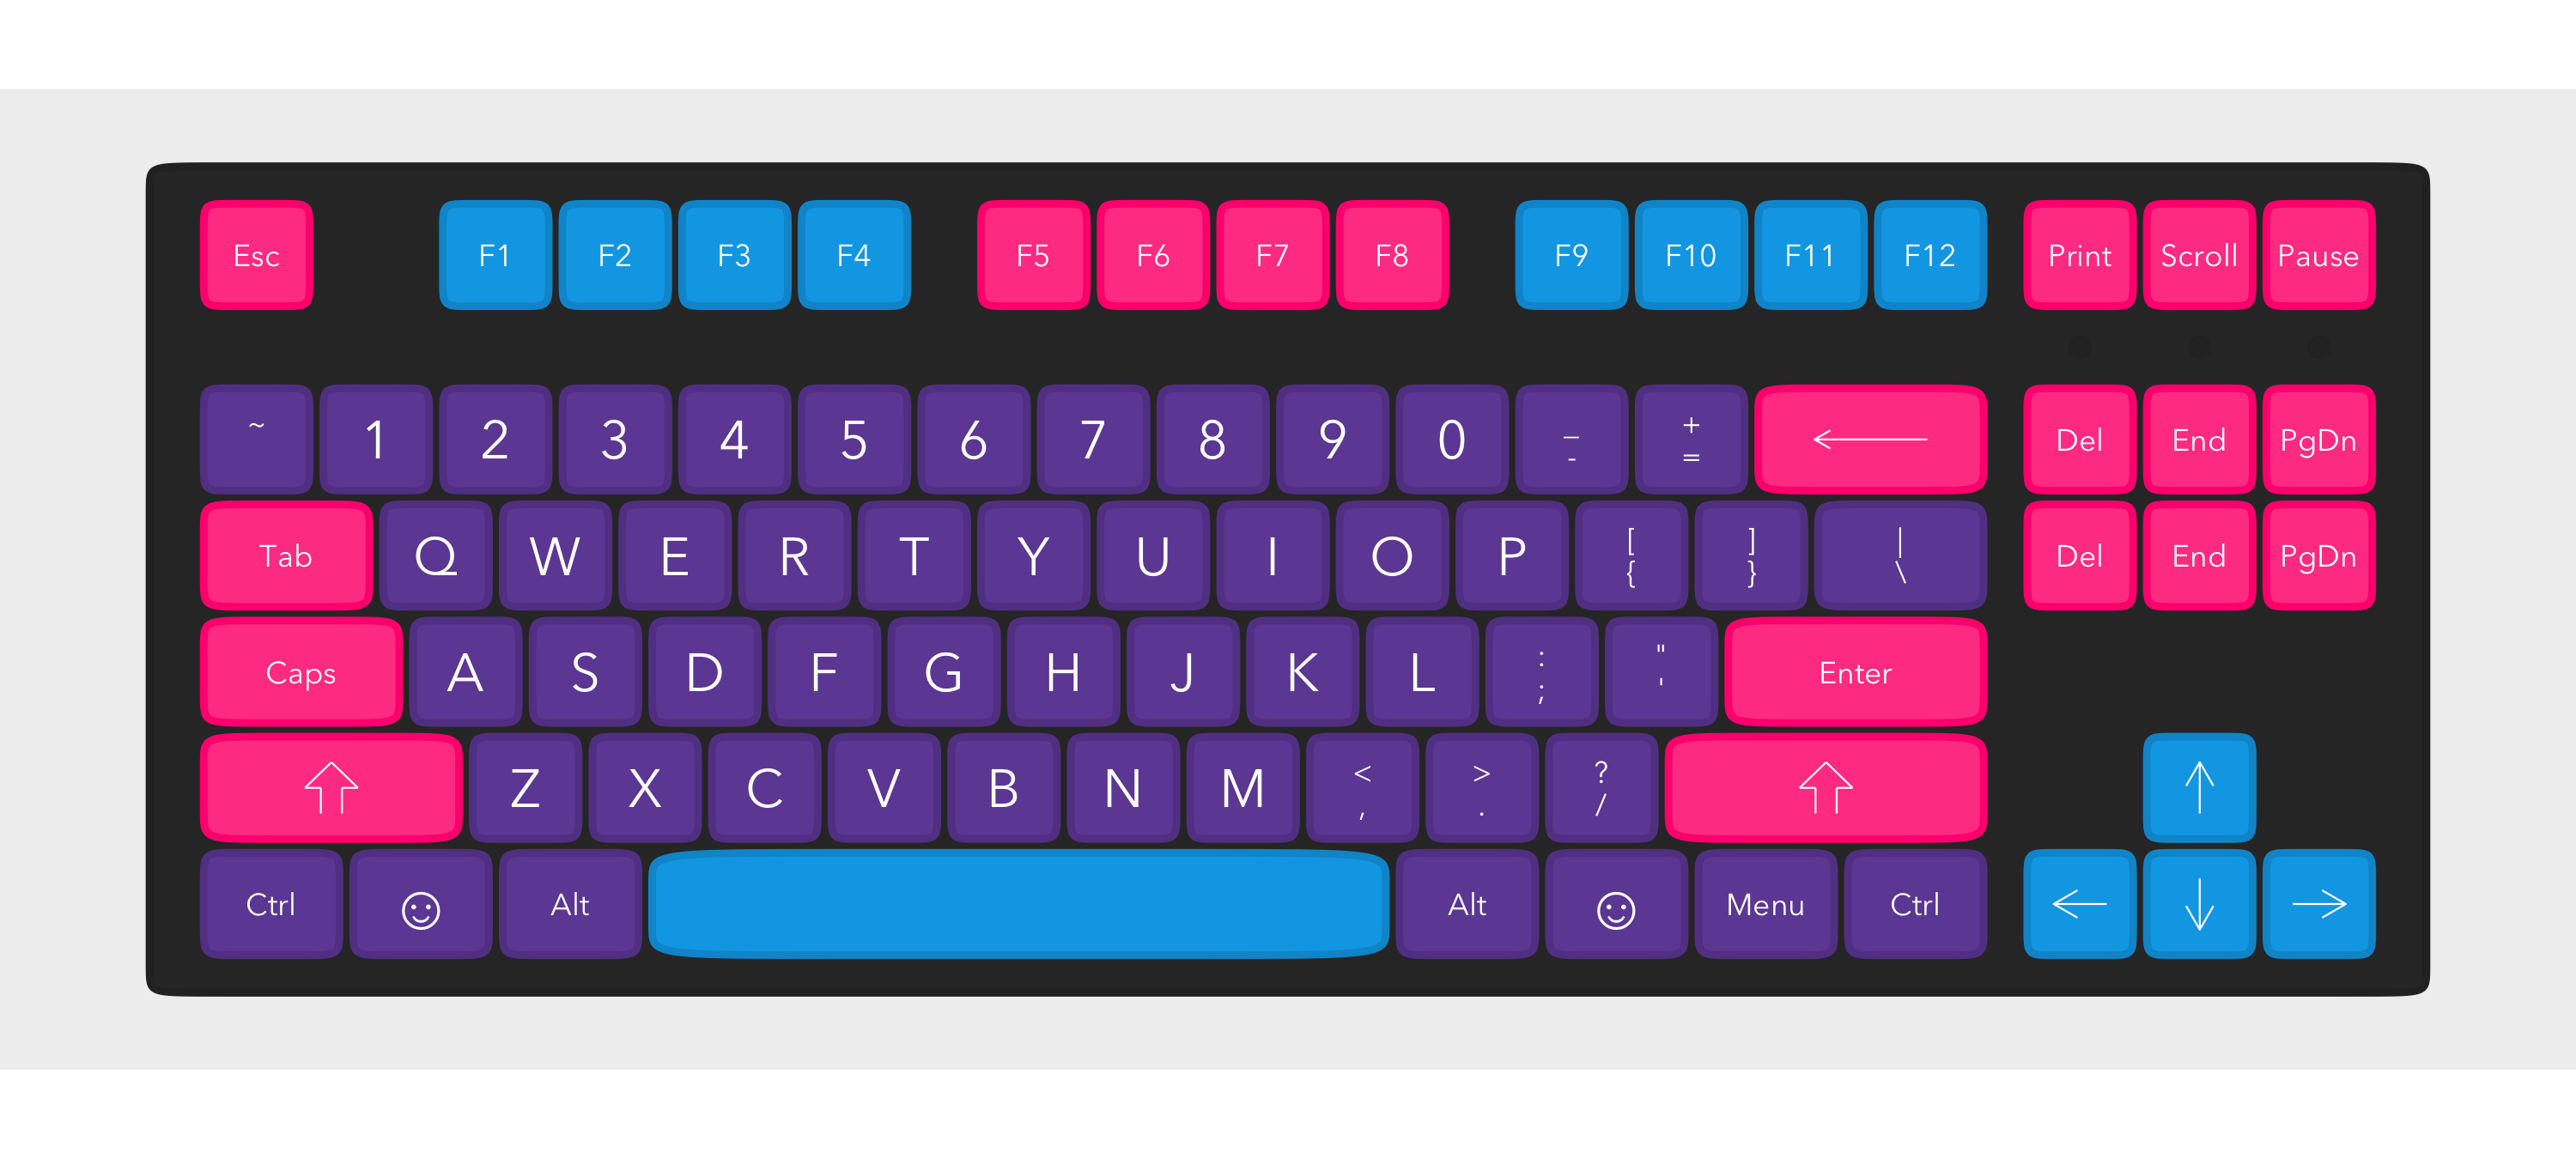 Esc F1 F2 F3 F4 F5 F6 F7 F8 F9 F10 F11 F12 Print Scroll Pause
~ 1 2 3 4 5 6 7 8 9 0 _ - + = ← Del End PgDn
Tab Q W E R T Y U I O P [ { ] } | \ Del End PgDn
Caps A S D F G H J K L : ; " ' Enter
⇧ Z X C V B N M < , > . ? / ⇧ ↑
Ctrl ☺ Alt Alt ☺ Menu Ctrl ← ↓ →